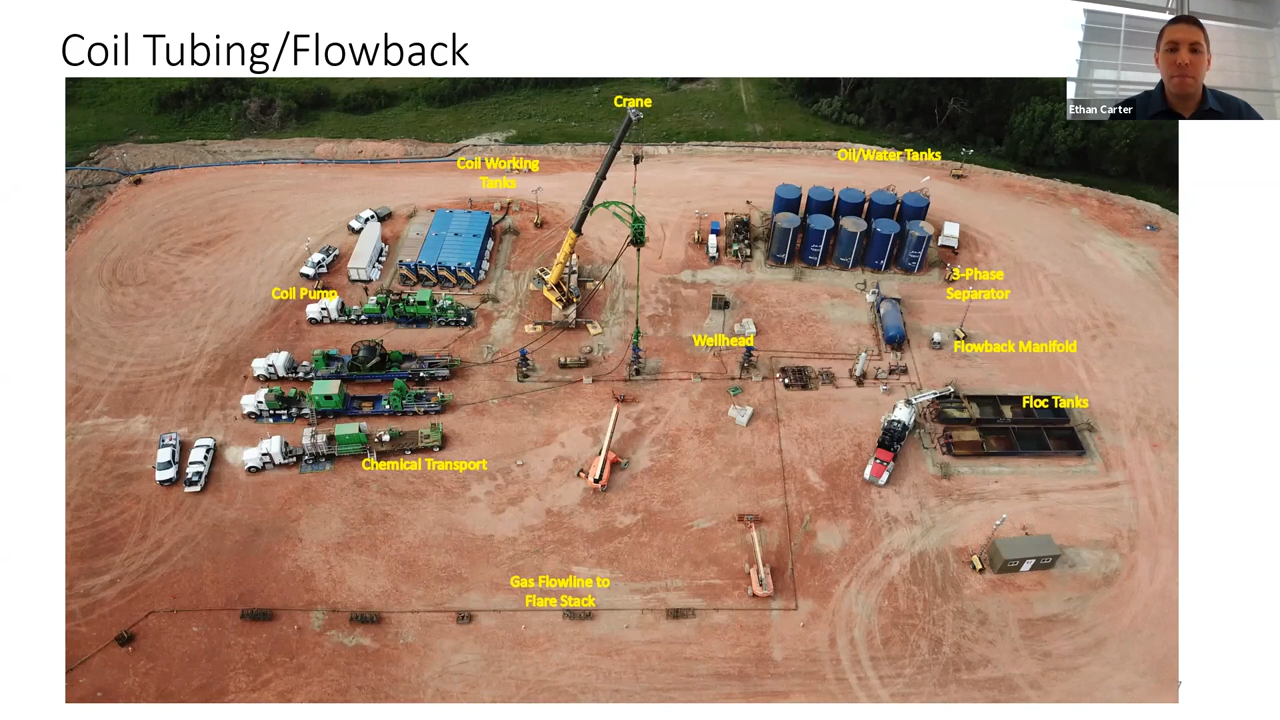 Coil Tubing/Flowback
Ethan Carter
Crane
Coil Working
Tanks
Oil/Water Tanks
3-Phase
Separator
Coil Pump
Wellhead
Flowback Manifold
Floc Tanks
Chemical Transport
Gas Flowline to
Flare Stack